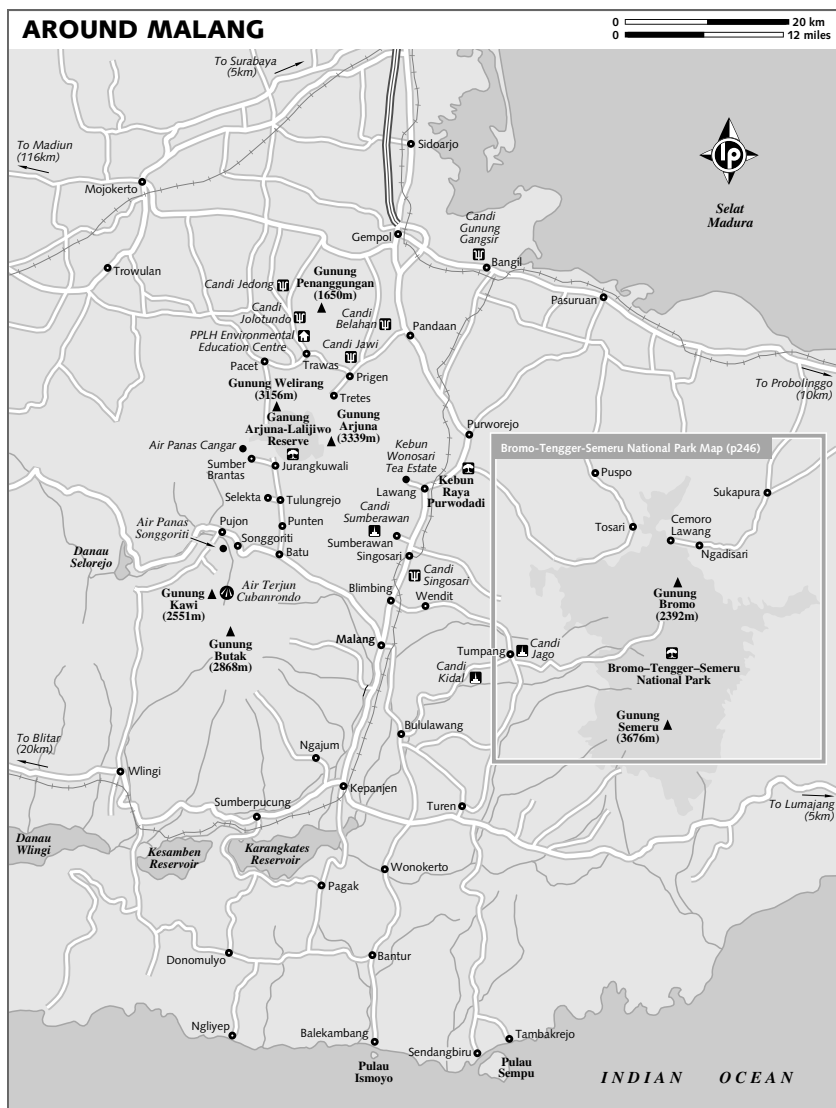 AROUND MALANG
0 20 km
0 12 miles
To Surabaya
(5km)
To Madiun
(116km)
Sidoarjo
lp
Mojokerto
Selat
Madura
Candi
Gunung
Gangsir
Gempol
Bangil
Trowulan
Gunung
Penanggungan
(1650m)
Candi Jedong
Pasuruan
Candi
Jolotundo
Candi
Belahan
PPLH Environmental
Education Centre
Pandaan
Candi Jawi
Trawas
Pacet
Prigen
To Probolinggo
(10km)
Gunung Welirang
(3156m)
Tretes
Ganung
Arjuna-Lalijiwo
Reserve
Gunung
Arjuna
(3339m)
Purworejo
Air Panas Cangar
Kebun
Wonosari
Tea Estate
Bromo-Tengger-Semeru National Park Map (p246)
Sumber
Brantas
Jurangkuwali
Kebun
Raya
Purwodadi
Puspo
Lawang
Sukapura
Selekta
Tulungrejo
Candi
Sumberawan
Air Panas
Songgoriti
Pujon
Punten
Tosari
Cemoro
Lawang
Songgoriti
Sumberawan
Ngadisari
Danau
Selorejo
Batu
Singosari
Candi
Singosari
Air Terjun
Cubanrondo
Gunung
Kawi
(2551m)
Blimbing
Wendit
Gunung
Bromo
(2392m)
Gunung
Butak
(2868m)
Malang
Tumpang
Candi
Jago
Candi
Kidal
Bromo–Tengger–Semeru
National Park
Gunung
Semeru
(3676m)
Bululawang
To Blitar
(20km)
Ngajum
Wlingi
Kepanjen
Sumberpucung
Turen
To Lumajang
(5km)
Danau
Wlingi
Kesamben
Reservoir
Karangkates
Reservoir
Wonokerto
Pagak
Donomulyo
Bantur
Ngliyep
Balekambang
Tambakrejo
Sendangbiru
Pulau
Ismoyo
Pulau
Sempu
INDIAN OCEAN